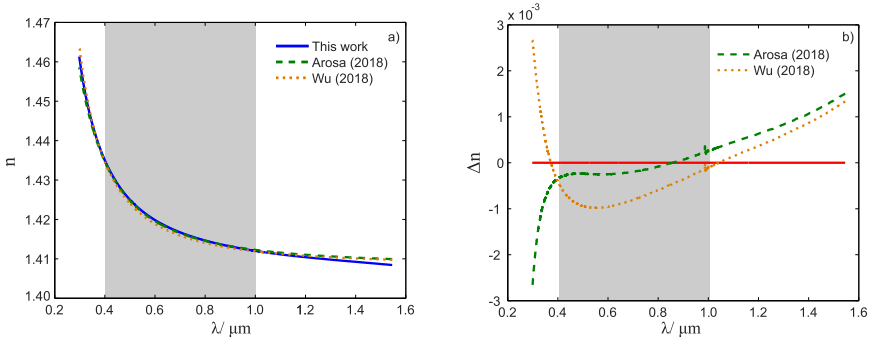 a)
This work
Arosa (2018)
Wu (2018)
1.47
1.46
1.45
1.44
1.43
1.42
1.41
1.40
n
0.2 0.4 0.6 0.8 1.0 1.2 1.4 1.6
λ/ μm
x 10⁻³
b)
Arosa (2018)
Wu (2018)
3
2
1
0
-1
-2
-3
Δn
0.2 0.4 0.6 0.8 1.0 1.2 1.4 1.6
λ/ μm